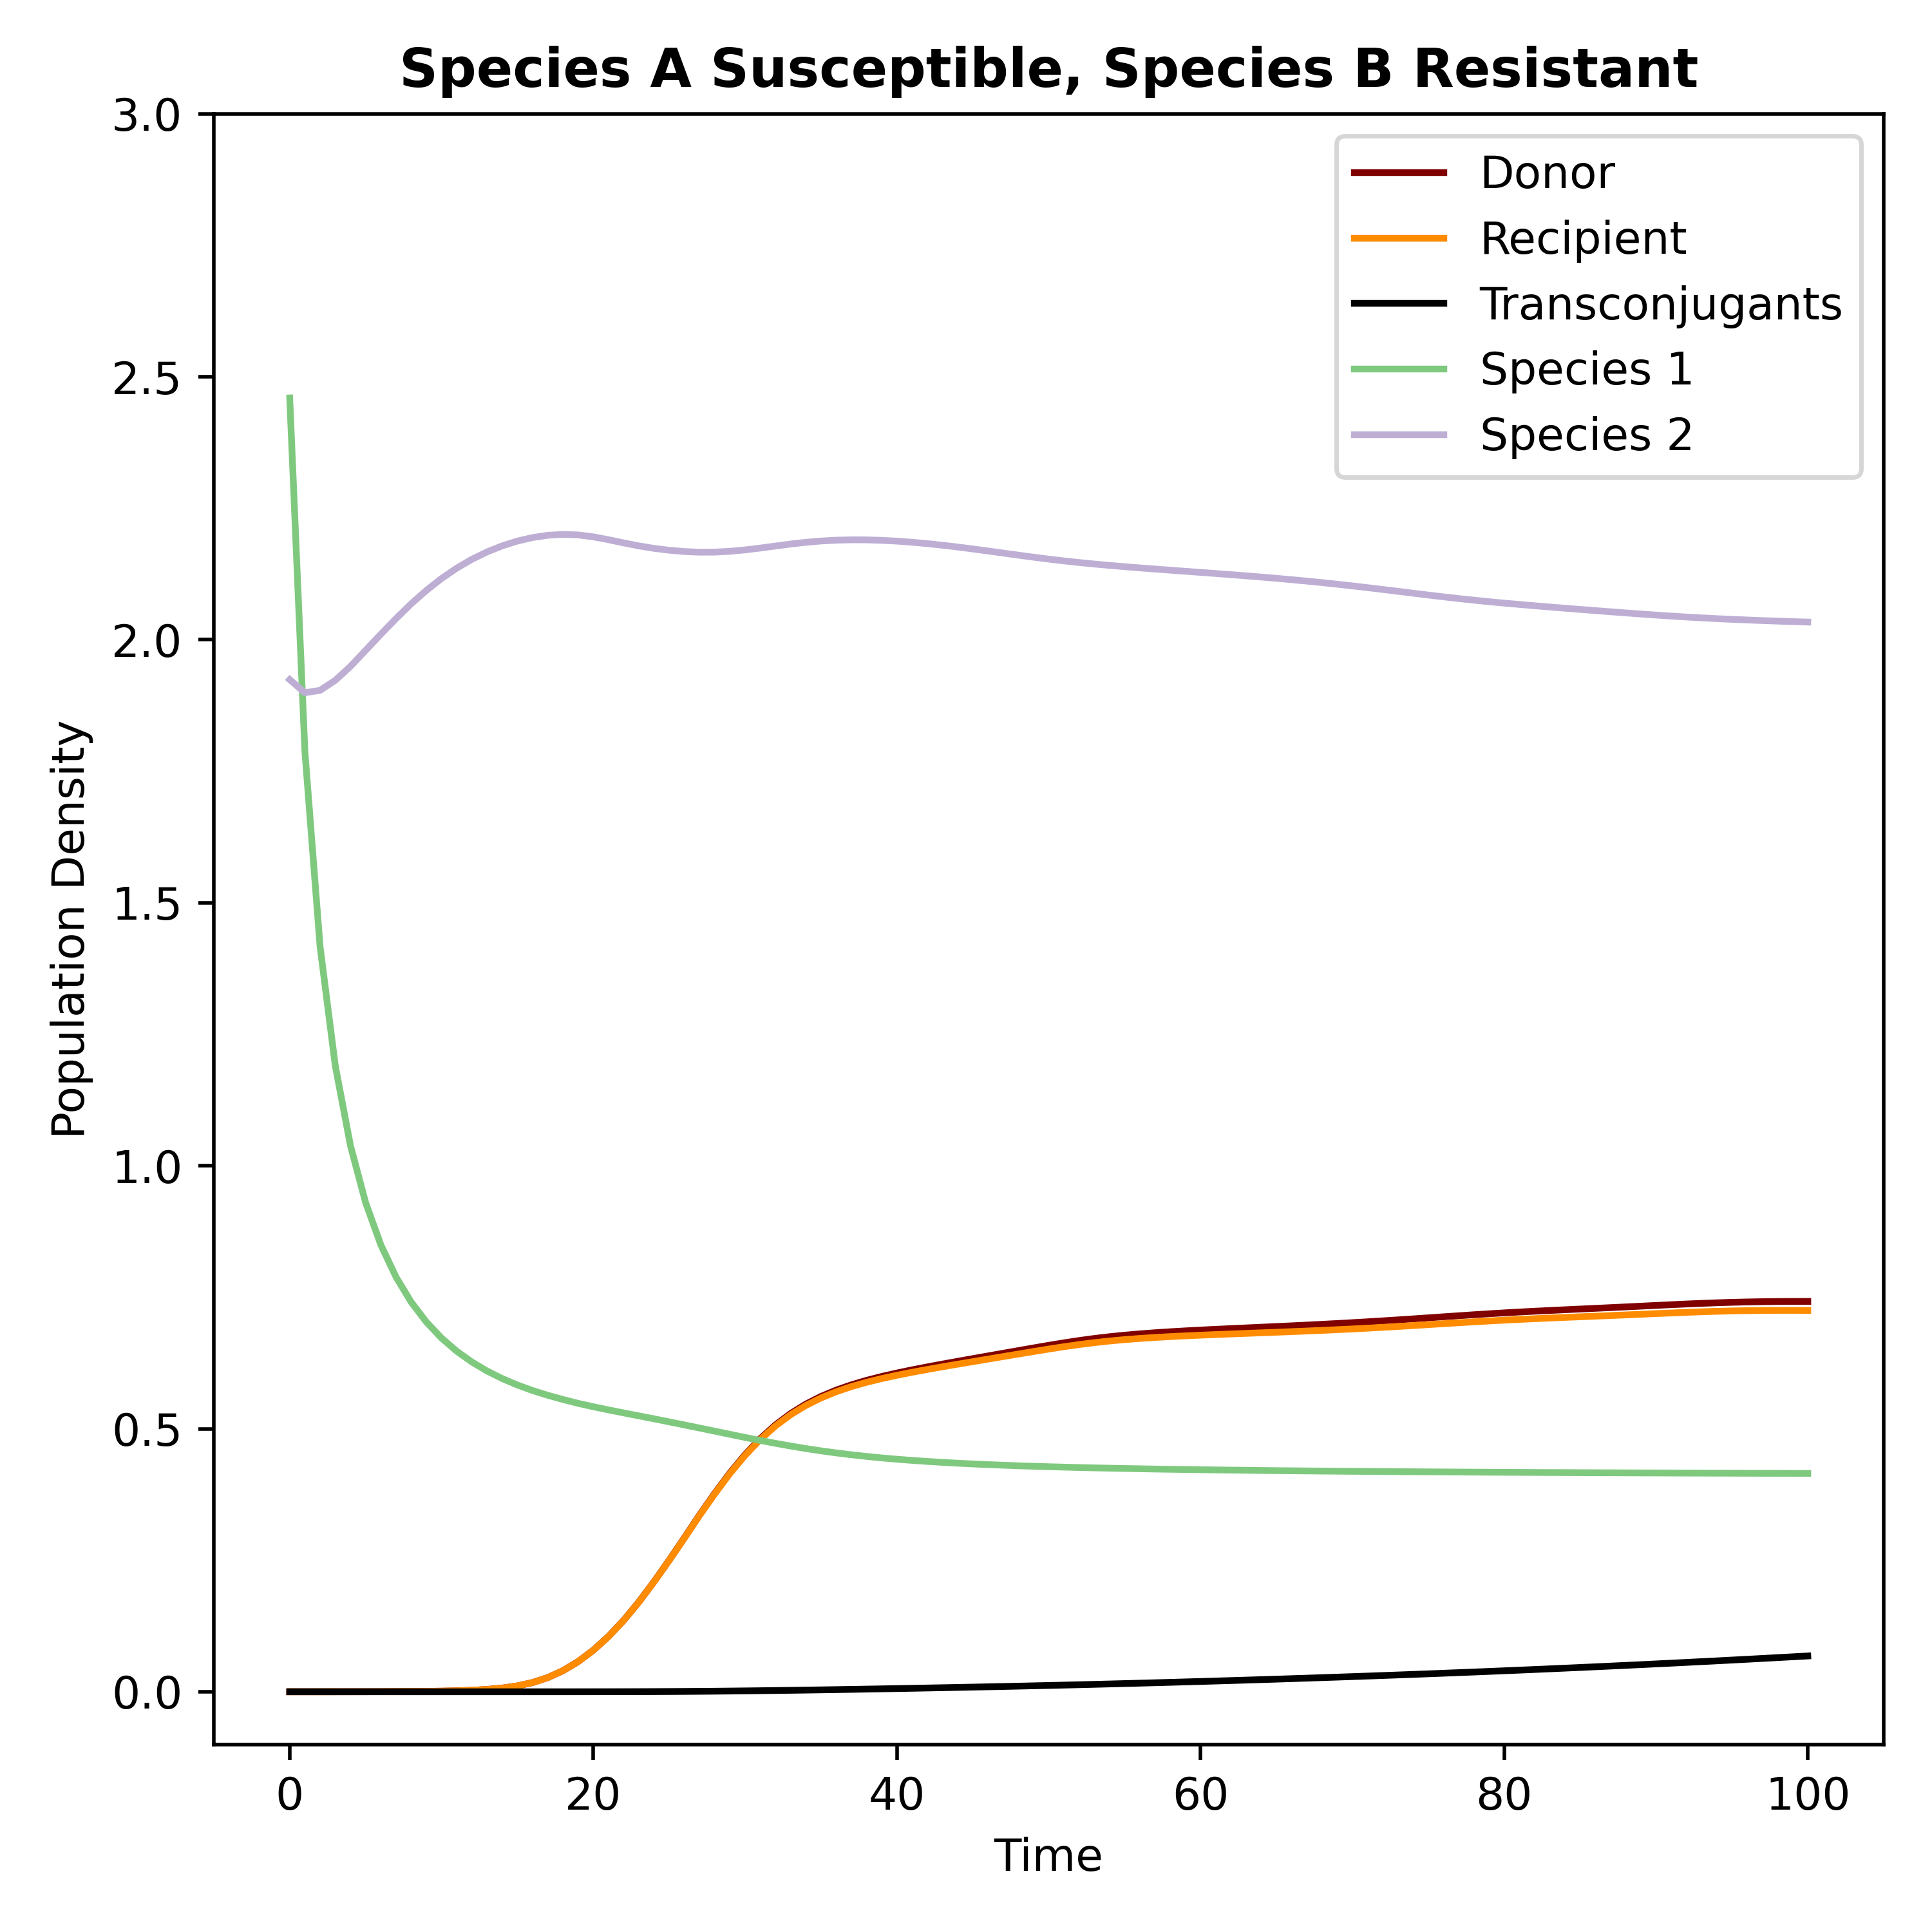 Species A Susceptible, Species B Resistant
3.0
2.5
2.0
1.5
1.0
0.5
0.0
Population Density
Donor
Recipient
Transconjugants
Species 1
Species 2
0 20 40 60 80 100
Time